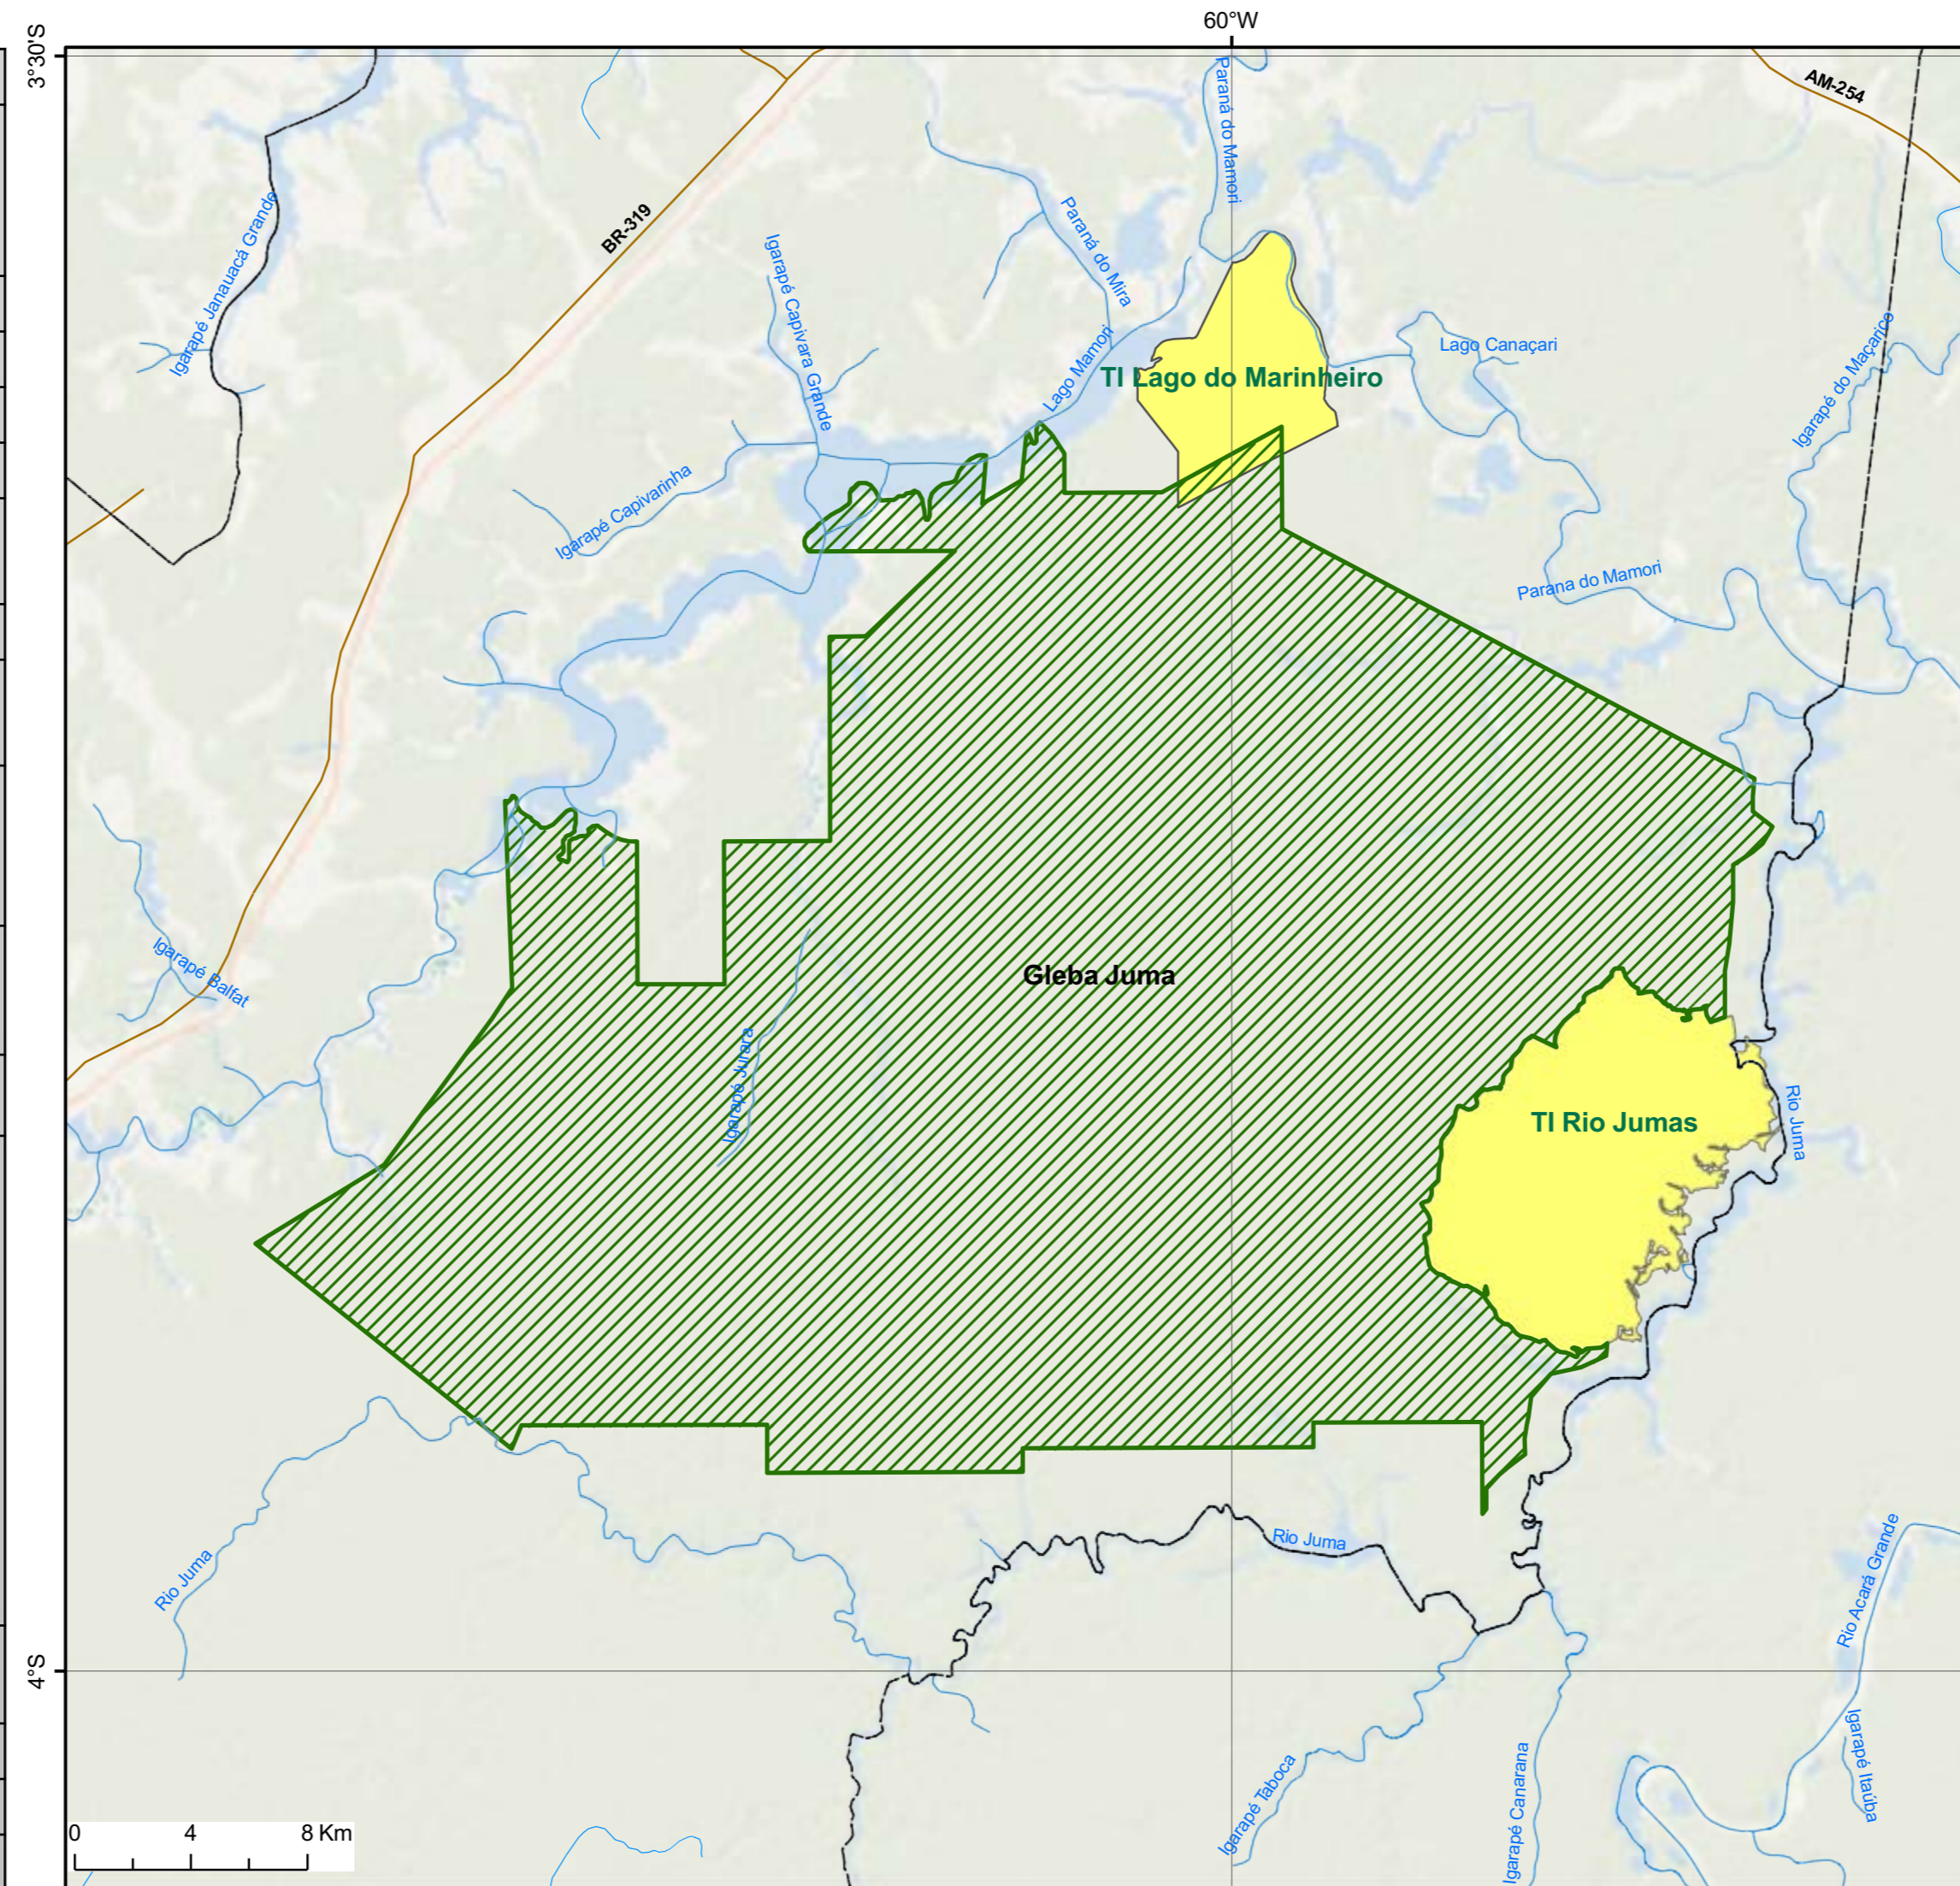 60°W
3°30'S
AM-254
Paraná do Mamori
BR-319
Igarapé Janauacá Grande
Paraná do Mira
Igarapé Capivara Grande
Lago Mamori
TI Lago do Marinheiro
Lago Canaçari
Igarapé do Maçarico
Igarapé Capivarinha
Parana do Mamori
Igarapé Balfat
Gleba Juma
Igarapé Jurara
TI Rio Jumas
Rio Juma
Rio Juma
Rio Juma
Rio Acará Grande
4°S
Igarapé Taboca
Igarapé Canarana
Igarapé Itaúba
0 4 8 Km